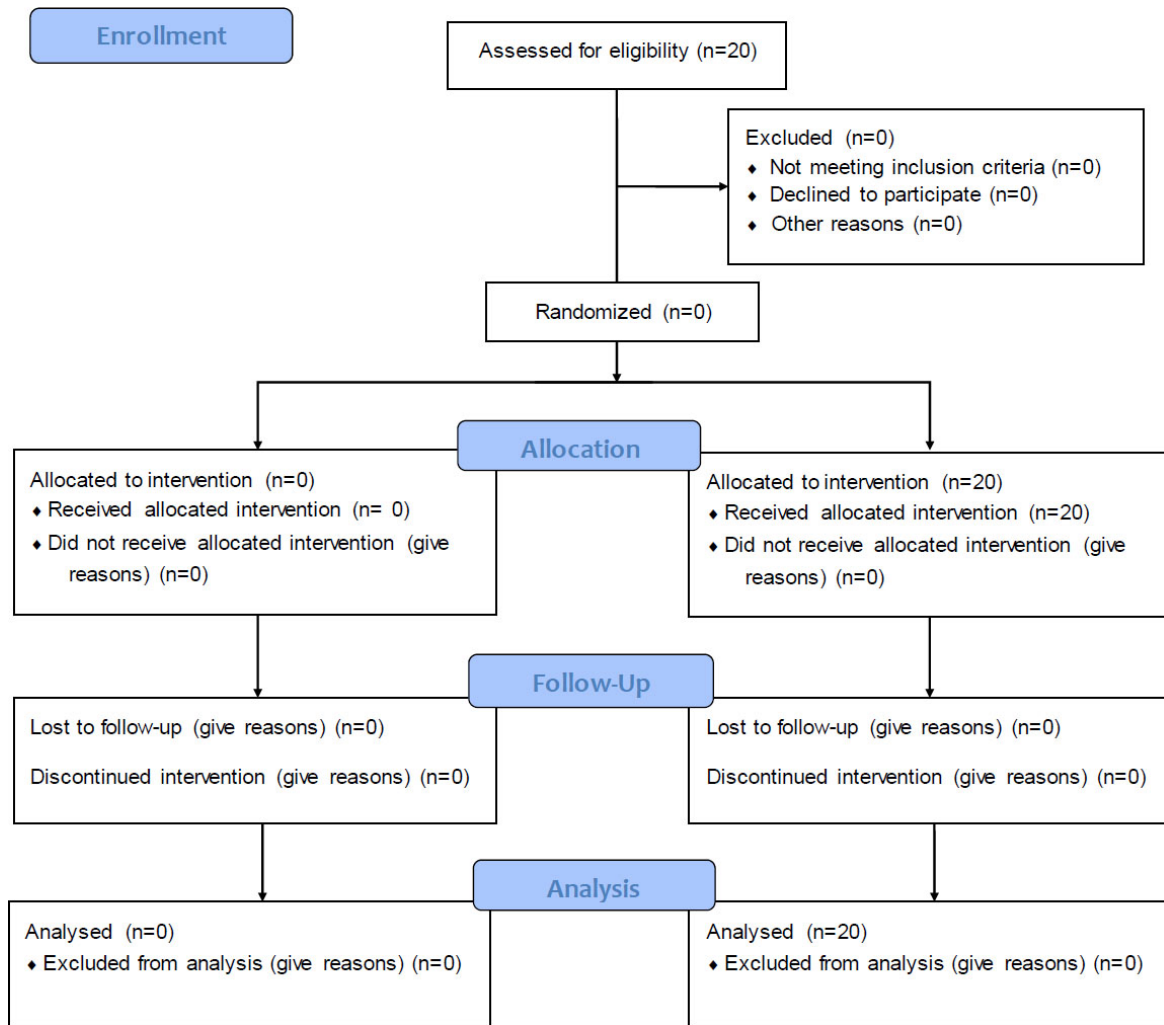 Enrollment
Assessed for eligibility (n=20)
Excluded (n=0)
♦ Not meeting inclusion criteria (n=0)
♦ Declined to participate (n=0)
♦ Other reasons (n=0)
Randomized (n=0)
Allocation
Allocated to intervention (n=0)
♦ Received allocated intervention (n= 0)
♦ Did not receive allocated intervention (give
reasons) (n=0)
Allocated to intervention (n=20)
♦ Received allocated intervention (n=20)
♦ Did not receive allocated intervention (give
reasons) (n=0)
Follow-Up
Lost to follow-up (give reasons) (n=0)
Discontinued intervention (give reasons) (n=0)
Lost to follow-up (give reasons) (n=0)
Discontinued intervention (give reasons) (n=0)
Analysis
Analysed (n=0)
♦ Excluded from analysis (give reasons) (n=0)
Analysed (n=20)
♦ Excluded from analysis (give reasons) (n=0)